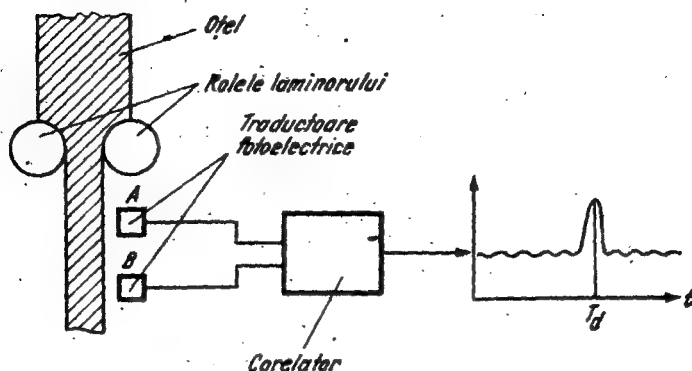 Oțel
Rolele laminorului
Traductoare
fotoelectrice
A
B
Corelator
T_d
t